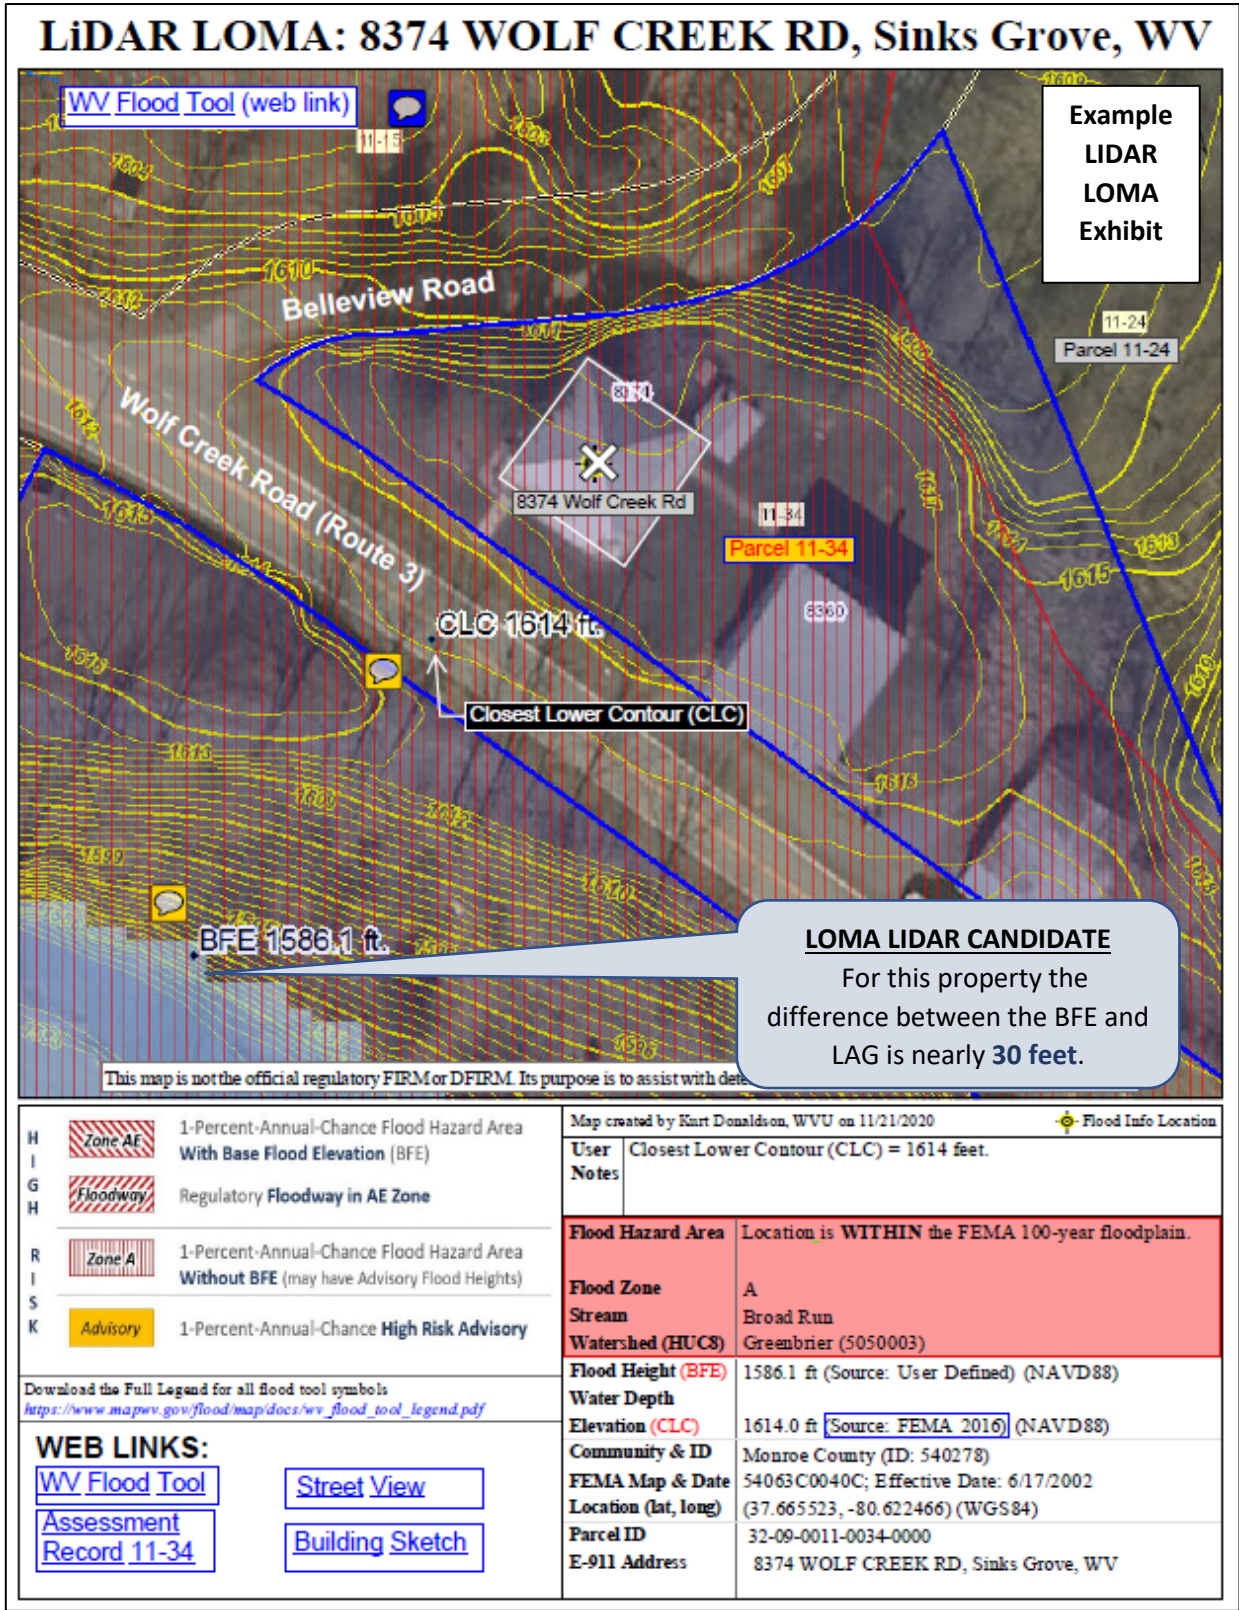 LiDAR LOMA: 8374 WOLF CREEK RD, Sinks Grove, WV
WV Flood Tool (web link)
Example
LIDAR
LOMA
Exhibit
11-15
1603
1607
1604
1605
1610
1612
Belleview Road
1611
11-24
Parcel 11-24
Wolf Creek Road (Route 3)
8374 Wolf Creek Rd
11-34
Parcel 11-34
1613
1615
1615
8360
CLC 1614 ft.
Closest Lower Contour (CLC)
1613
1616
1612
1610
1599
BFE 1586.1 ft.
1596
LOMA LIDAR CANDIDATE
For this property the
difference between the BFE and
LAG is nearly 30 feet.
This map is not the official regulatory FIRM or DFIRM. Its purpose is to assist with
HIGH RISK
Zone AE
1-Percent-Annual-Chance Flood Hazard Area
With Base Flood Elevation (BFE)
Floodway
Regulatory Floodway in AE Zone
Zone A
1-Percent-Annual-Chance Flood Hazard Area
Without BFE (may have Advisory Flood Heights)
Advisory
1-Percent-Annual-Chance High Risk Advisory
Download the Full Legend for all flood tool symbols
https://www.mapwv.gov/flood/map/docs/wv_flood_tool_legend.pdf
WEB LINKS:
WV Flood Tool
Street View
Assessment
Record 11-34
Building Sketch
Map created by Kurt Donaldson, WVU on 11/21/2020
Flood Info Location
User Notes Closest Lower Contour (CLC) = 1614 feet.
Flood Hazard Area Location is WITHIN the FEMA 100-year floodplain.
Flood Zone A
Stream Broad Run
Watershed (HUC8) Greenbrier (5050003)
Flood Height (BFE) 1586.1 ft (Source: User Defined) (NAVD88)
Water Depth
Elevation (CLC) 1614.0 ft (Source: FEMA 2016) (NAVD88)
Community & ID Monroe County (ID: 540278)
FEMA Map & Date 54063C0040C; Effective Date: 6/17/2002
Location (lat, long) (37.665523, -80.622466) (WGS84)
Parcel ID 32-09-0011-0034-0000
E-911 Address 8374 WOLF CREEK RD, Sinks Grove, WV